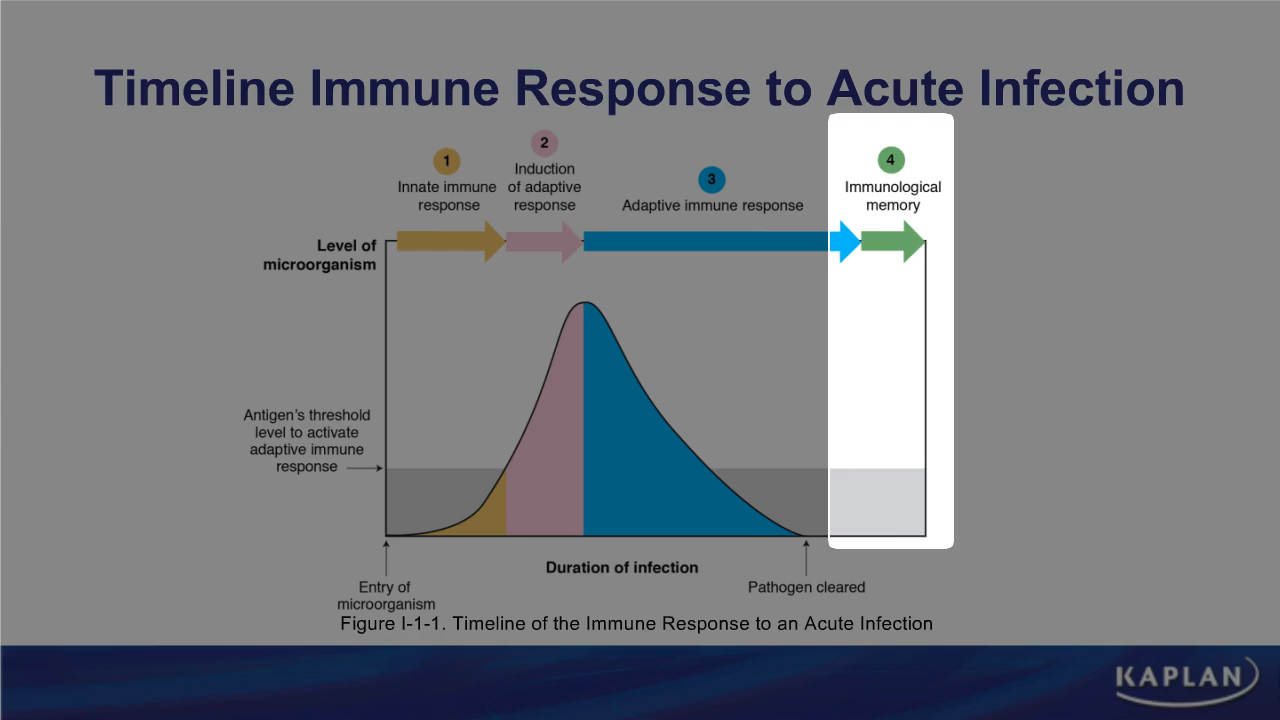 Timeline Immune Response to Acute Infection
1
Innate immune
response
2
Induction
of adaptive
response
3
Adaptive immune response
4
Immunological
memory
Level of
microorganism
Antigen's threshold
level to activate
adaptive immune
response
Duration of infection
Entry of
microorganism
Pathogen cleared
Figure I-1-1. Timeline of the Immune Response to an Acute Infection
KAPLAN